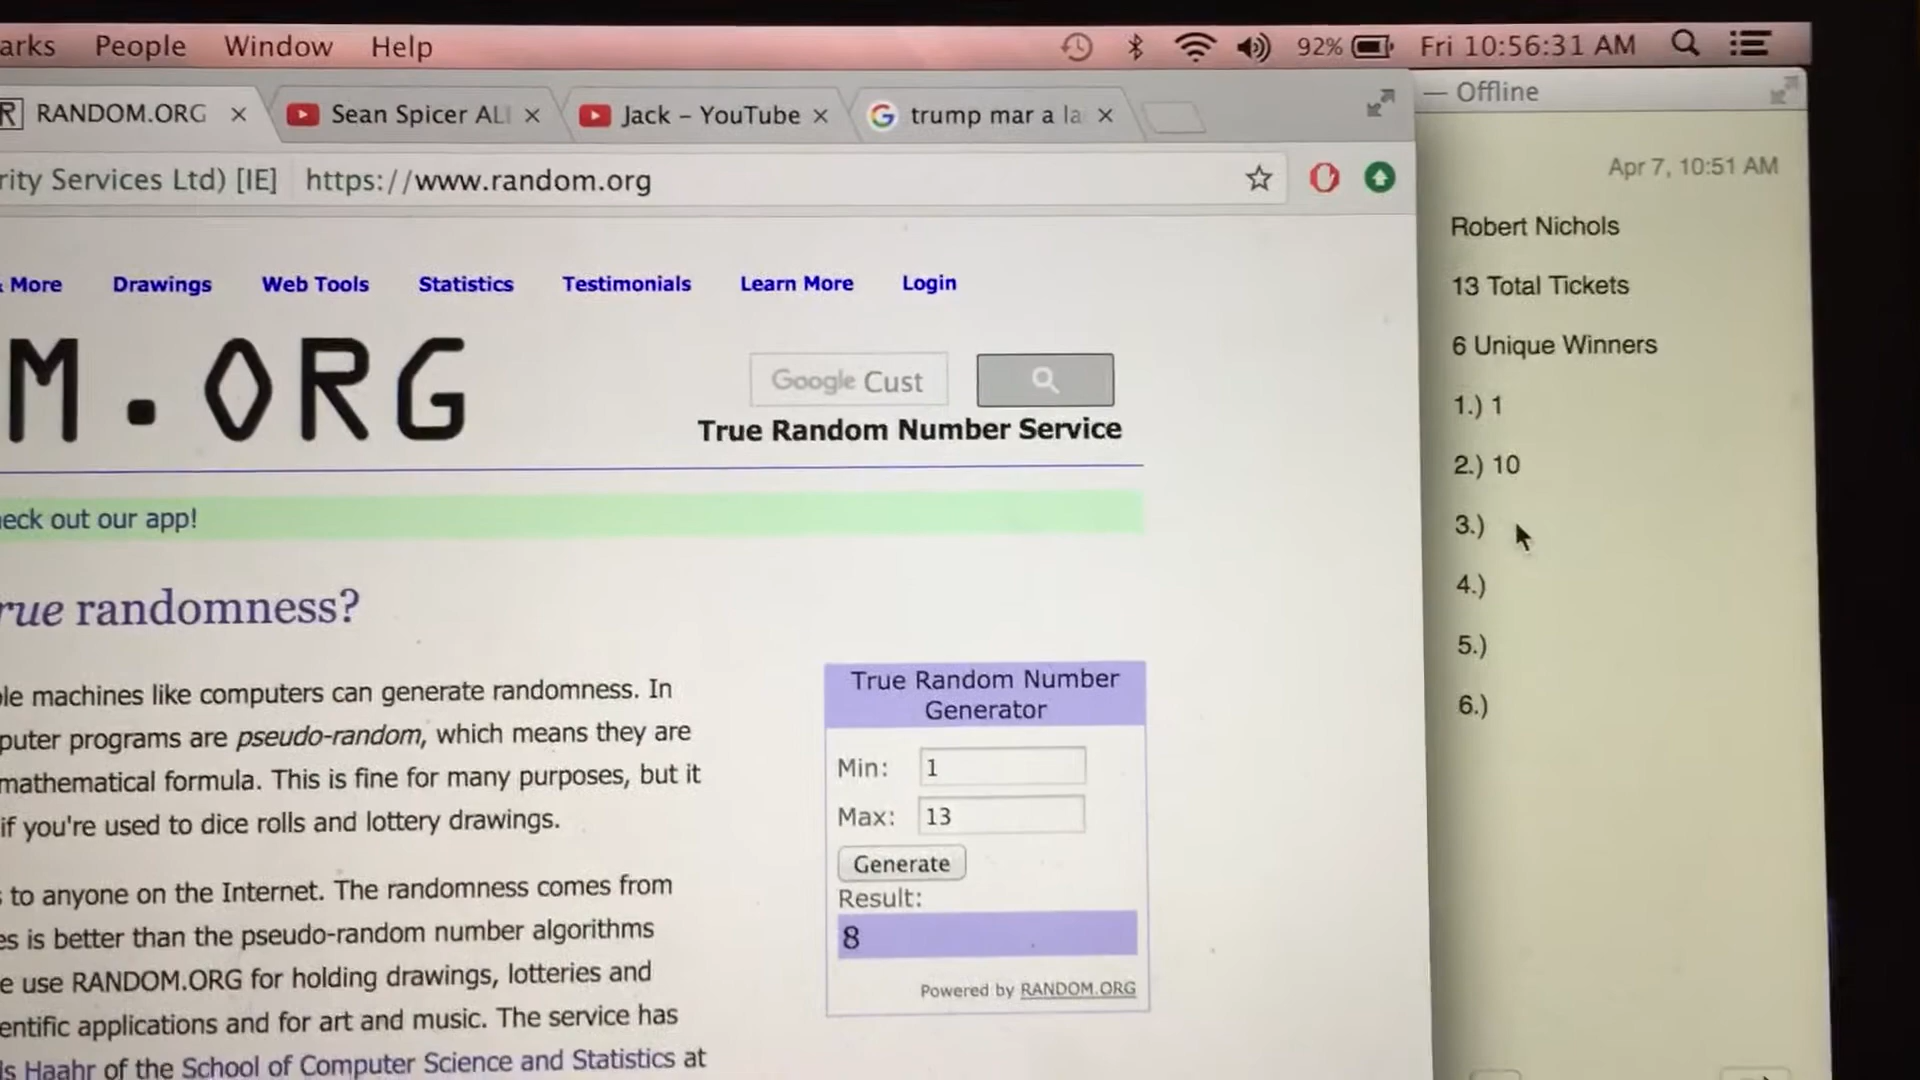 arks People Window Help 92% Fri 10:56:31 AM
RANDOM.ORG × Sean Spicer AL × Jack – YouTube × trump mar a la ×
— Offline
rity Services Ltd) [IE] https://www.random.org
Apr 7, 10:51 AM
Robert Nichols
13 Total Tickets
6 Unique Winners
1.) 1
2.) 10
3.)
4.)
5.)
6.)
More Drawings Web Tools Statistics Testimonials Learn More Login
M.ORG
Google Cust
True Random Number Service
eck out our app!
rue randomness?
le machines like computers can generate randomness. In
puter programs are pseudo-random, which means they are
mathematical formula. This is fine for many purposes, but it
if you're used to dice rolls and lottery drawings.
s to anyone on the Internet. The randomness comes from
es is better than the pseudo-random number algorithms
e use RANDOM.ORG for holding drawings, lotteries and
entific applications and for art and music. The service has
ds Haahr of the School of Computer Science and Statistics at
True Random Number
Generator
Min: 1
Max: 13
Generate
Result:
8
Powered by RANDOM.ORG